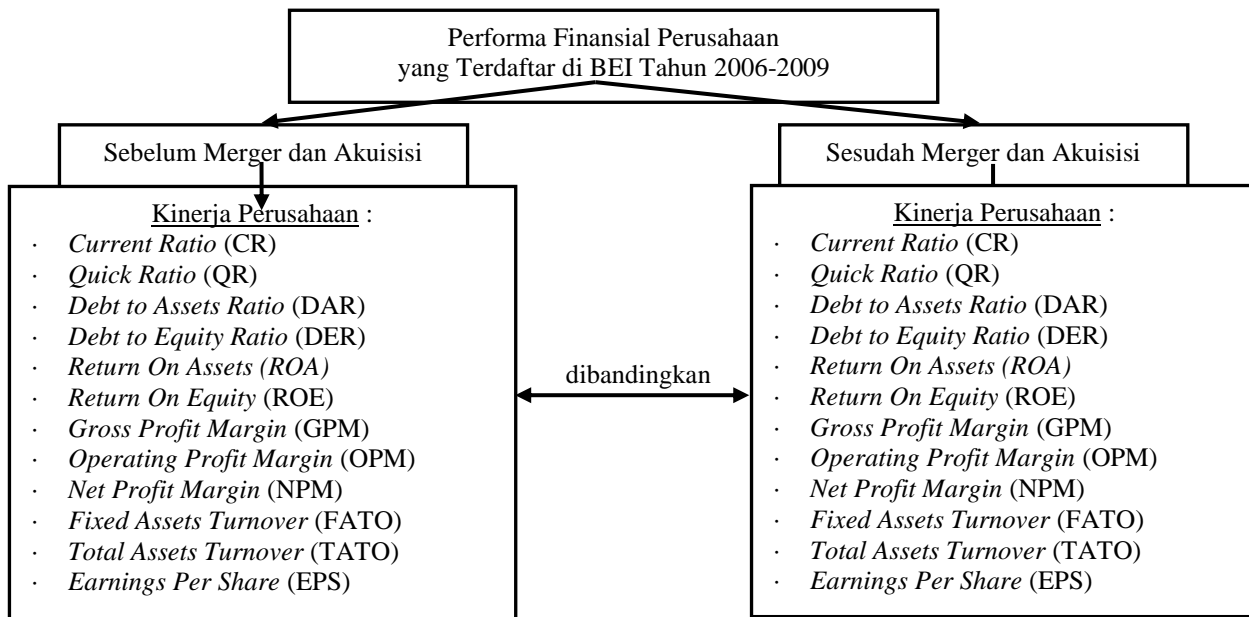 Performa Finansial Perusahaan
yang Terdaftar di BEI Tahun 2006-2009
Sebelum Merger dan Akuisisi
Kinerja Perusahaan :
· Current Ratio (CR)
· Quick Ratio (QR)
· Debt to Assets Ratio (DAR)
· Debt to Equity Ratio (DER)
· Return On Assets (ROA)
· Return On Equity (ROE)
· Gross Profit Margin (GPM)
· Operating Profit Margin (OPM)
· Net Profit Margin (NPM)
· Fixed Assets Turnover (FATO)
· Total Assets Turnover (TATO)
· Earnings Per Share (EPS)
dibandingkan
Sesudah Merger dan Akuisisi
Kinerja Perusahaan :
· Current Ratio (CR)
· Quick Ratio (QR)
· Debt to Assets Ratio (DAR)
· Debt to Equity Ratio (DER)
· Return On Assets (ROA)
· Return On Equity (ROE)
· Gross Profit Margin (GPM)
· Operating Profit Margin (OPM)
· Net Profit Margin (NPM)
· Fixed Assets Turnover (FATO)
· Total Assets Turnover (TATO)
· Earnings Per Share (EPS)